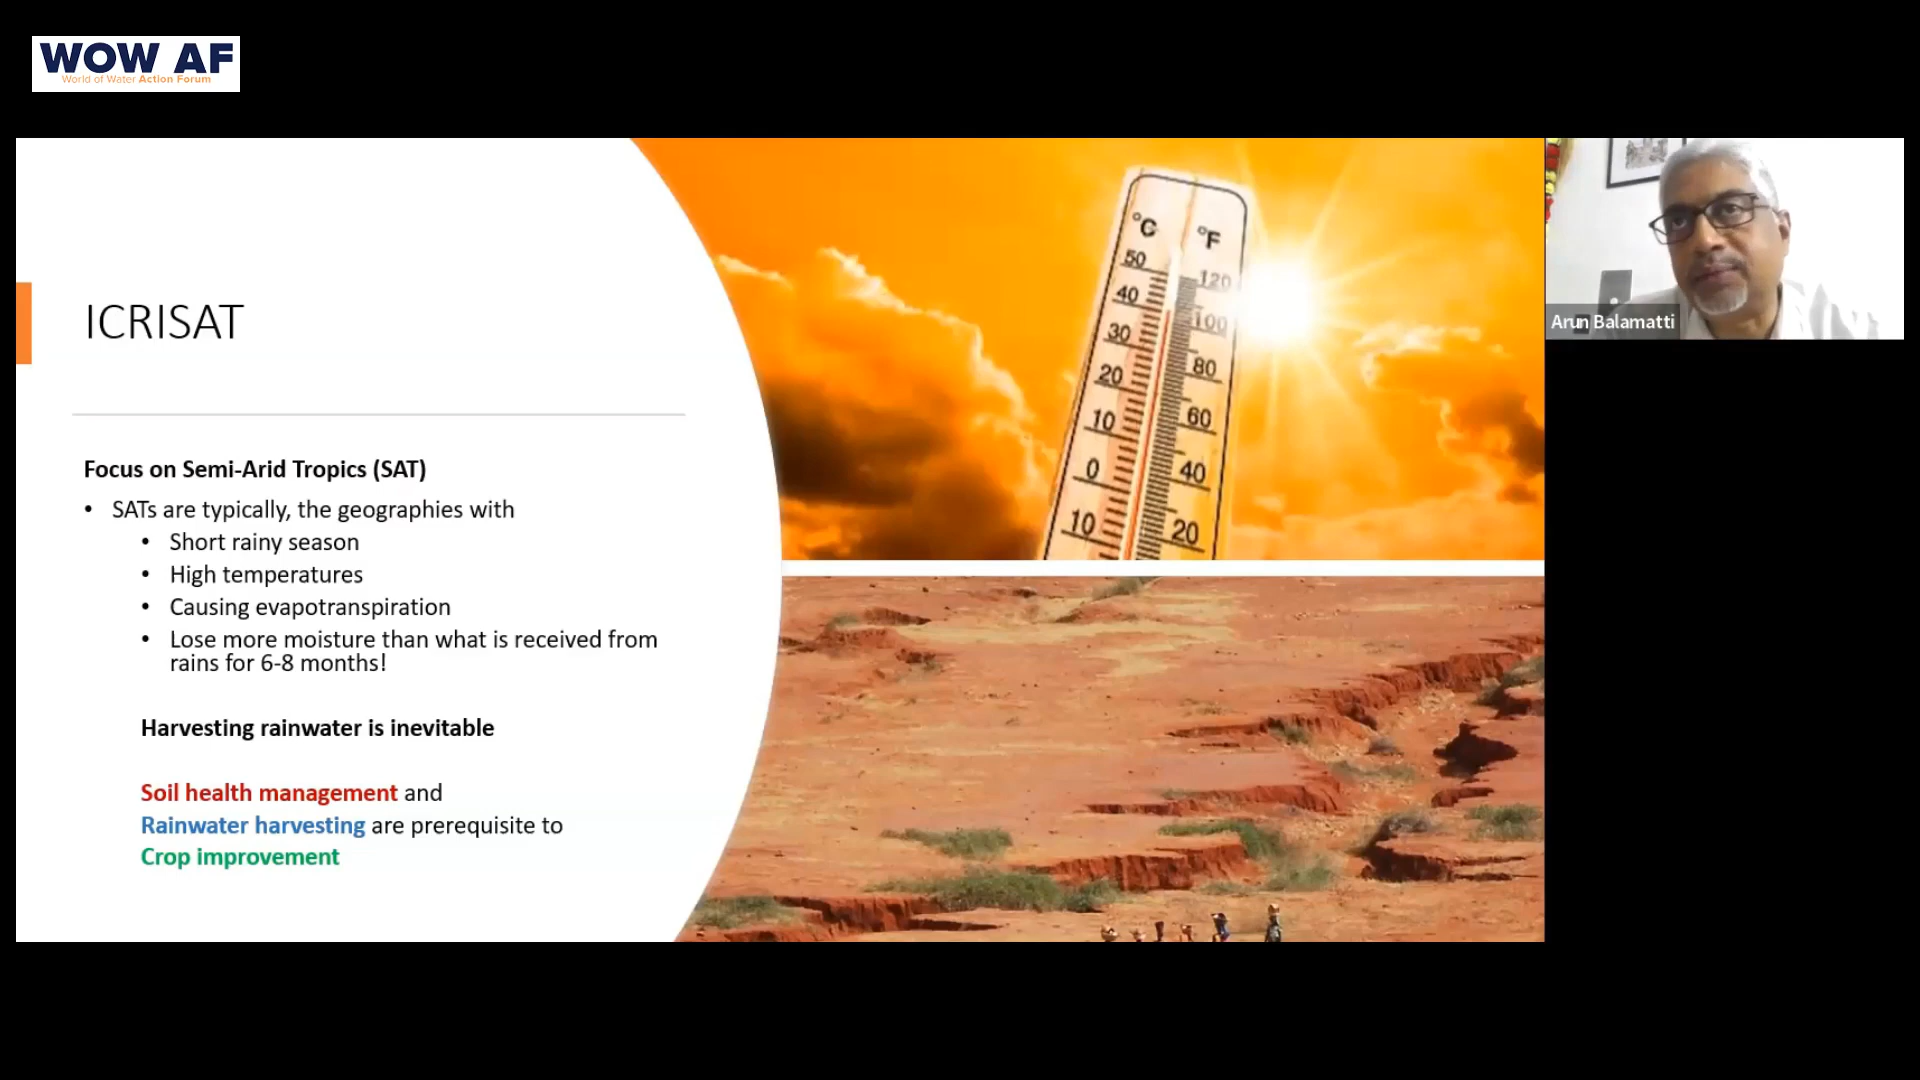 WOW AF
World of Water Action Forum
ICRISAT
Focus on Semi-Arid Tropics (SAT)
• SATs are typically, the geographies with
• Short rainy season
• High temperatures
• Causing evapotranspiration
• Lose more moisture than what is received from
rains for 6-8 months!
Harvesting rainwater is inevitable
Soil health management and
Rainwater harvesting are prerequisite to
Crop improvement
°C °F
50 120
40 100
30 80
20 60
10 40
0 20
10
Arun Balamatti